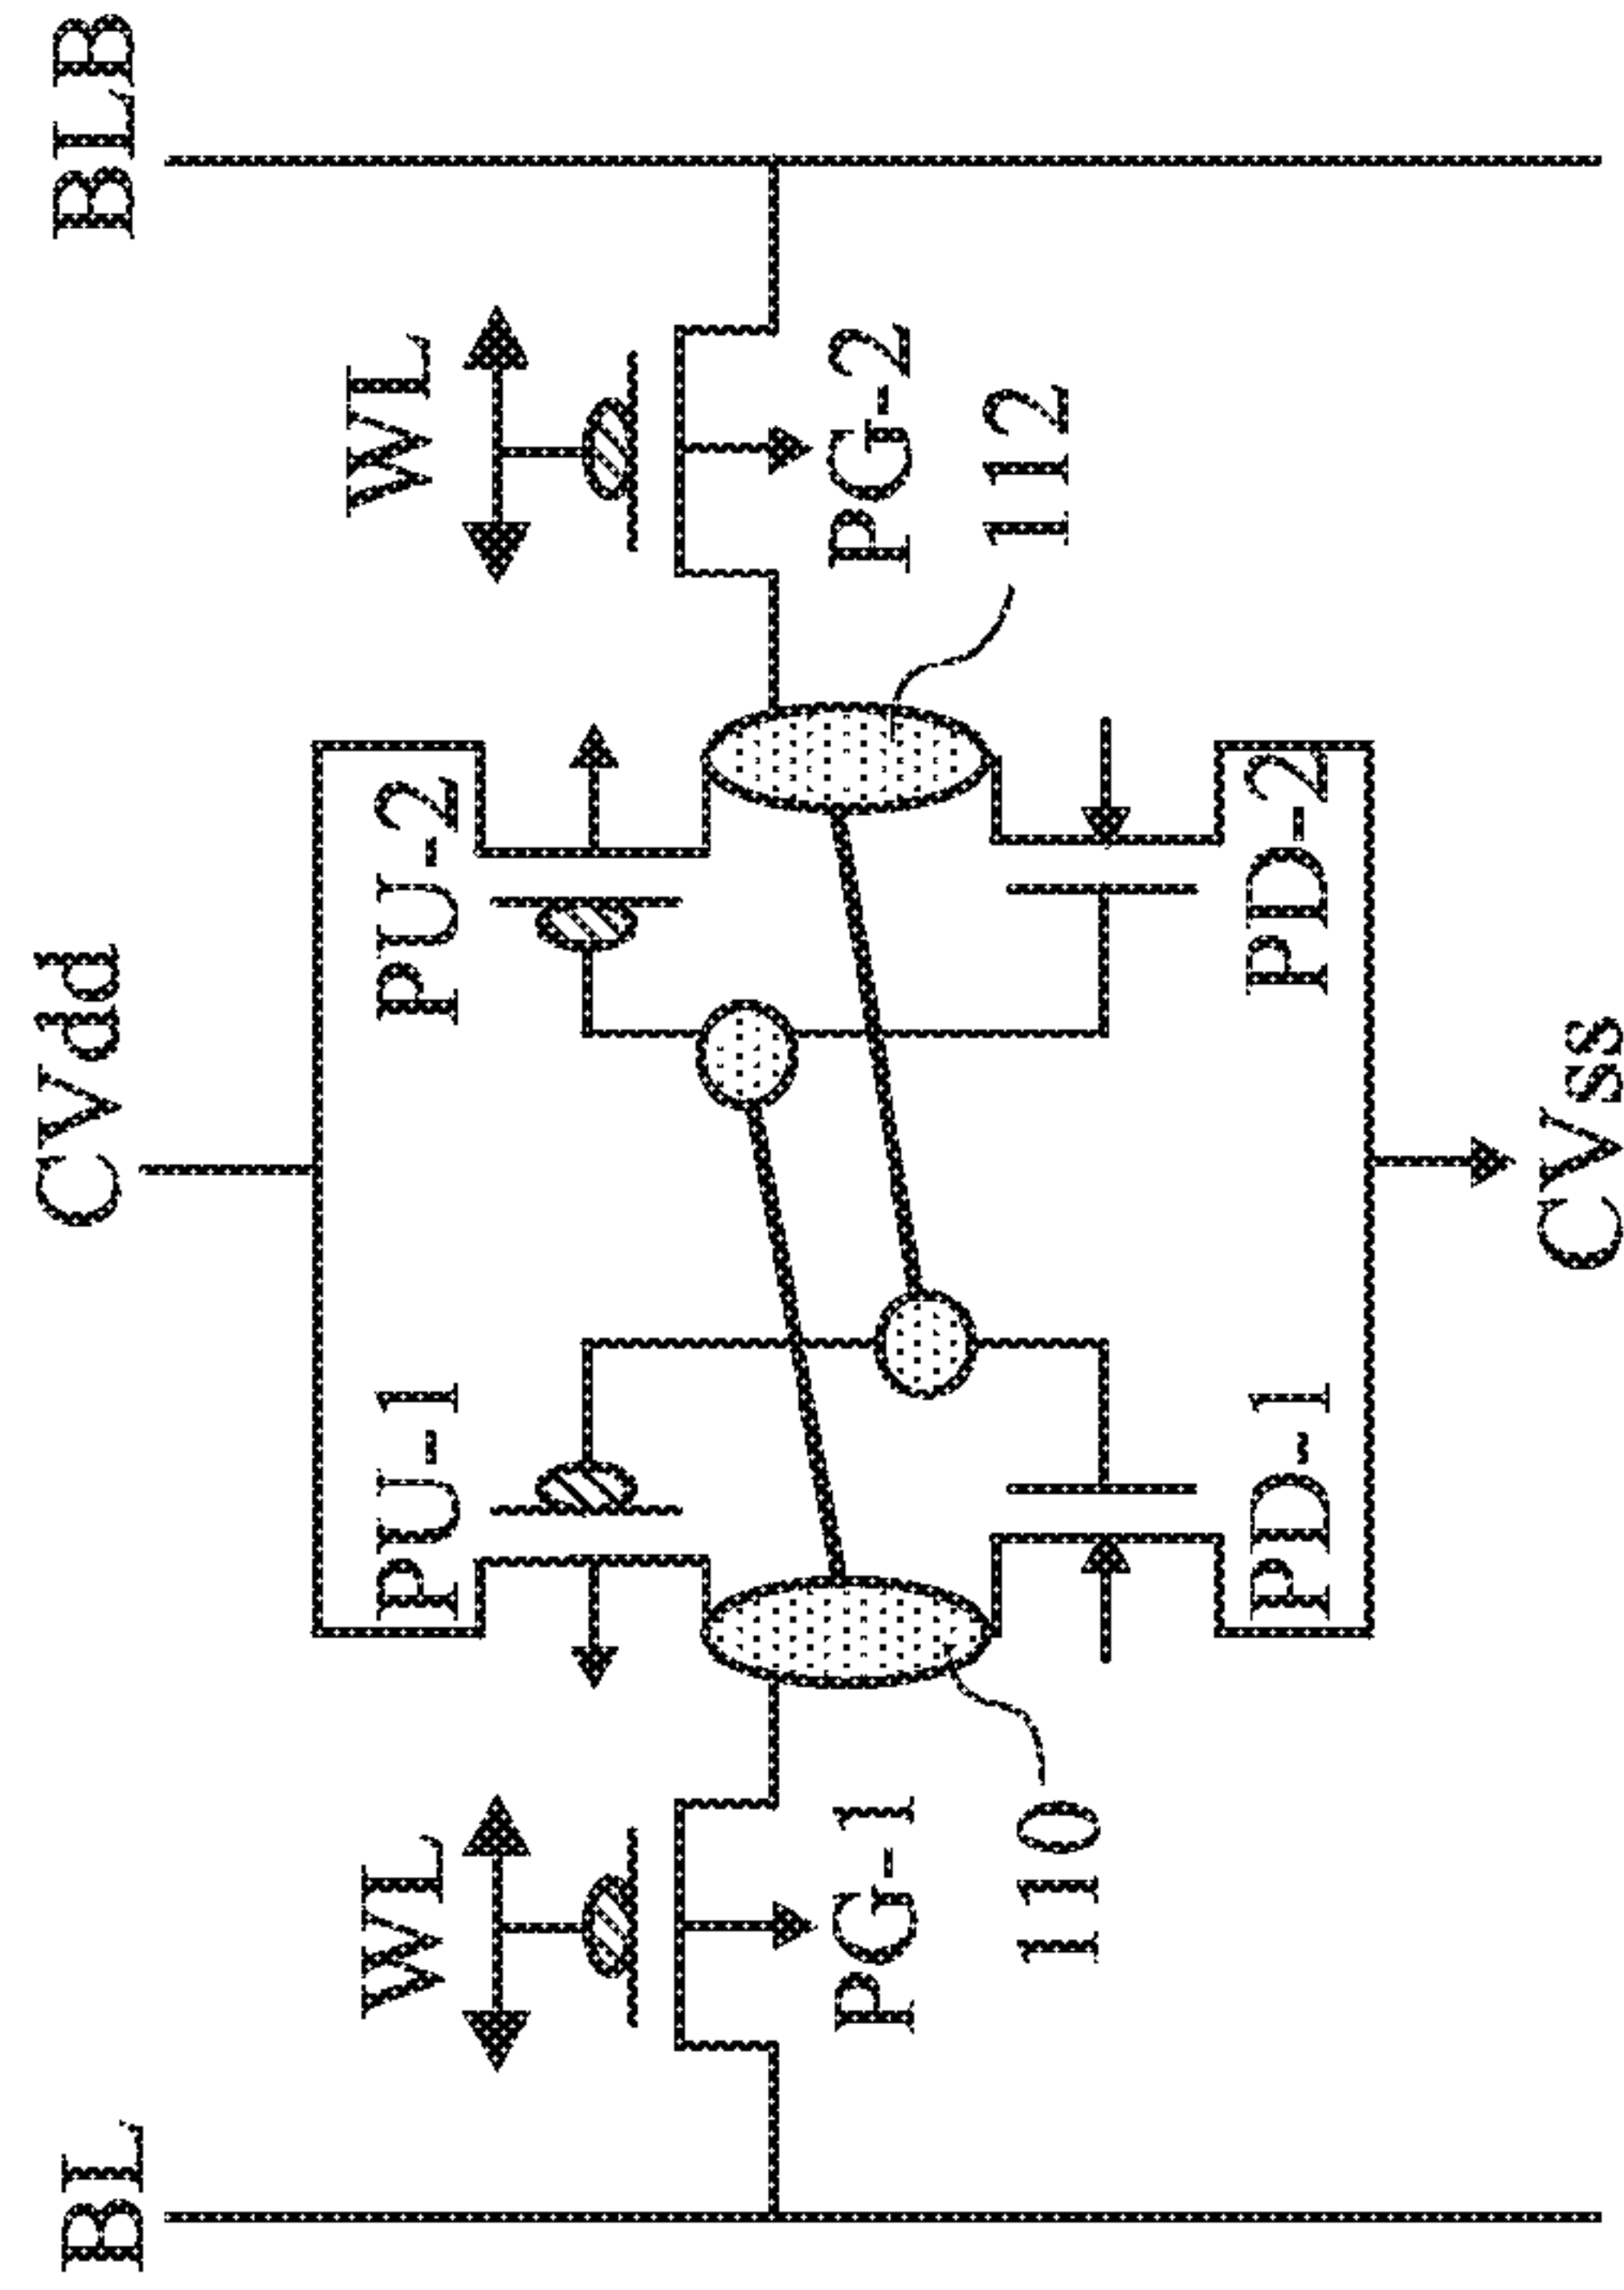 BL
CVdd
BLB
WL
PU-1
PU-2
WL
PG-1
PG-2
110
112
PD-1
PD-2
CVss